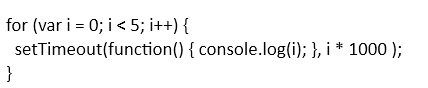 for (var i = 0; i < 5; i++) {
setTimeout(function() { console.log(i); }, i * 1000 );
}